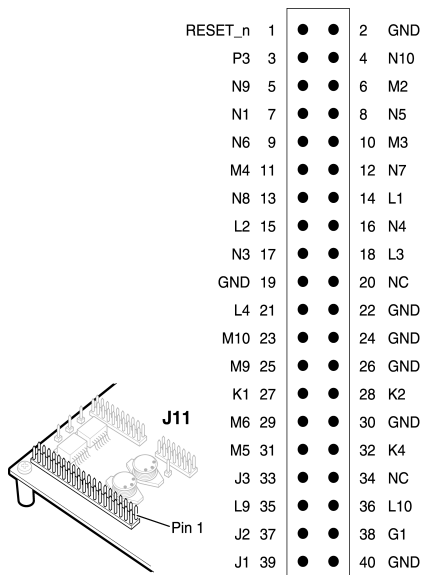 RESET_n 1 2 GND
P3 3 4 N10
N9 5 6 M2
N1 7 8 N5
N6 9 10 M3
M4 11 12 N7
N8 13 14 L1
L2 15 16 N4
N3 17 18 L3
GND 19 20 NC
L4 21 22 GND
M10 23 24 GND
M9 25 26 GND
K1 27 28 K2
M6 29 30 GND
M5 31 32 K4
J3 33 34 NC
L9 35 36 L10
J2 37 38 G1
J1 39 40 GND
J11
Pin 1